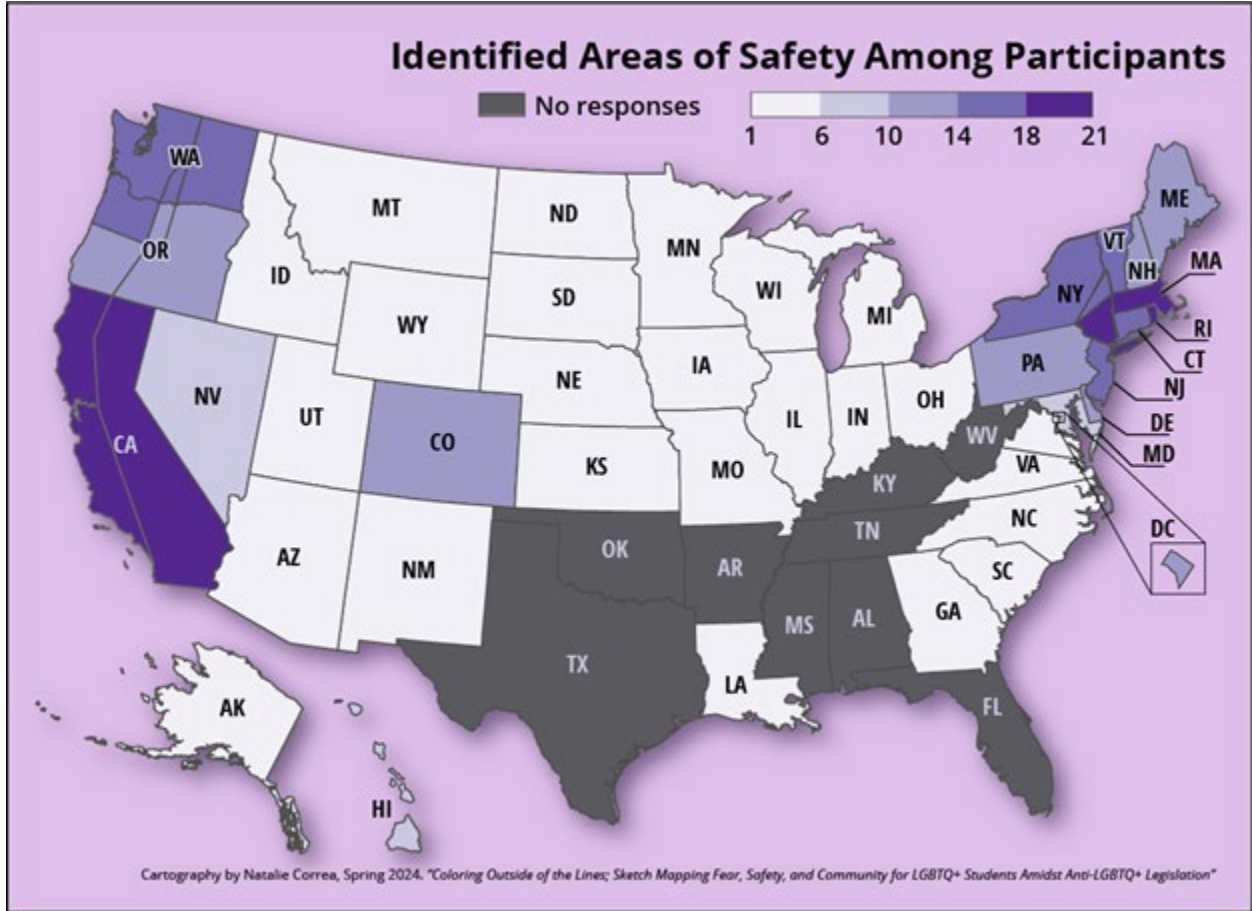 Identified Areas of Safety Among Participants
No responses
1 6 10 14 18 21
WA
MT
ND
MN
ME
VT
NH
MA
OR
ID
SD
WI
MI
NY
RI
CT
WY
IA
PA
NJ
NV
NE
OH
DE
UT
CO
IL
IN
WV
MD
CA
KS
MO
VA
KY
DC
AZ
NM
OK
AR
TN
NC
SC
MS
AL
GA
TX
LA
FL
AK
HI
Cartography by Natalie Correa, Spring 2024. "Coloring Outside of the Lines; Sketch Mapping Fear, Safety, and Community for LGBTQ+ Students Amidst Anti-LGBTQ+ Legislation"